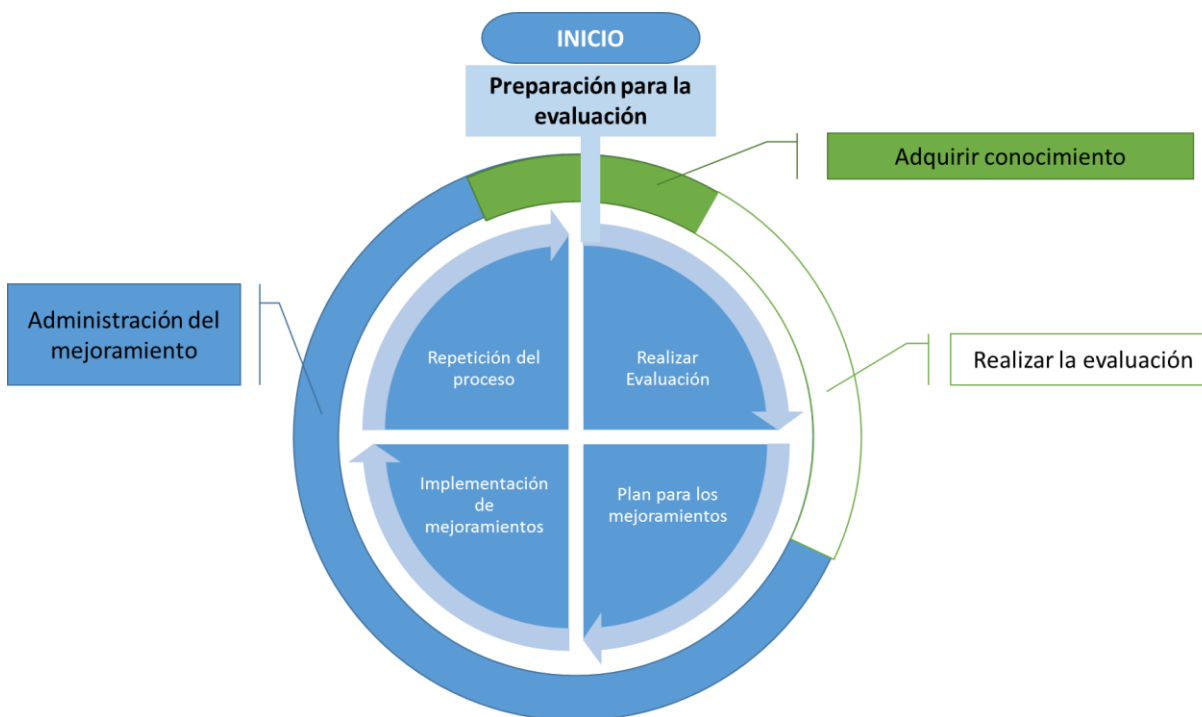 INICIO
Preparación para la
evaluación
Adquirir conocimiento
Administración del
mejoramiento
Repetición del
proceso
Realizar
Evaluación
Realizar la evaluación
Implementación
de
mejoramientos
Plan para los
mejoramientos